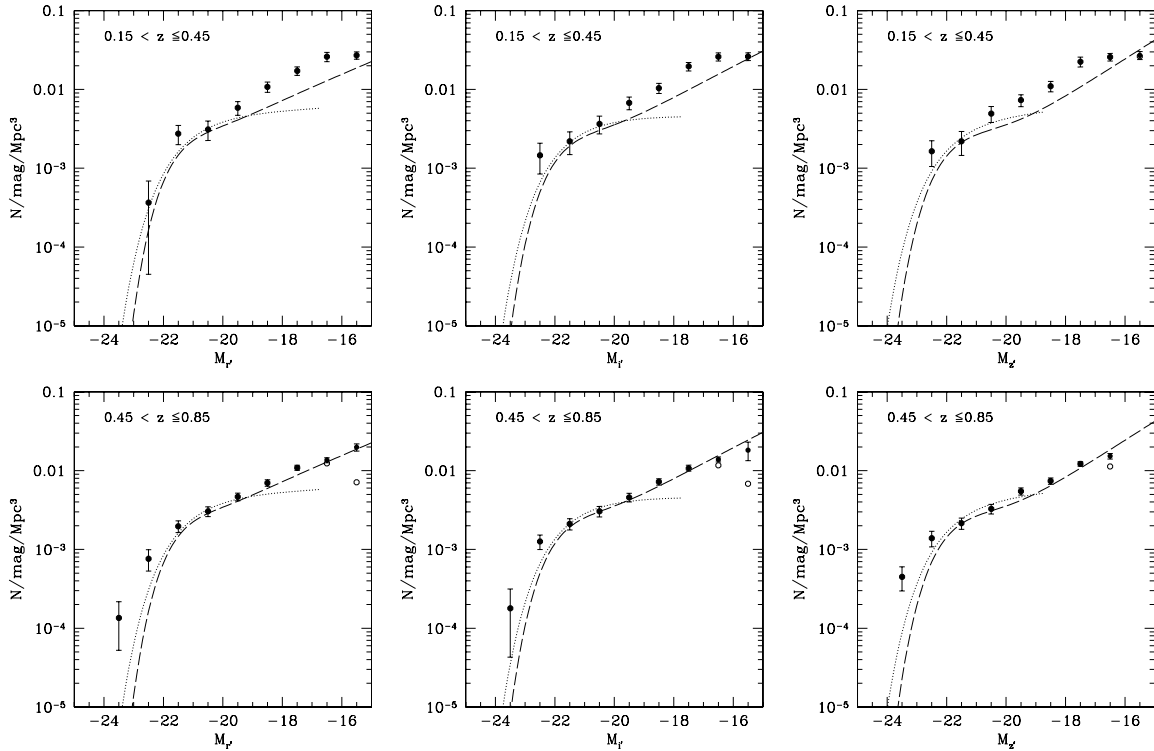 0.1
0.15 < z ≦0.45
0.01
10⁻³
10⁻⁴
10⁻⁵
N/mag/Mpc³
−24 −22 −20 −18 −16
M_r'
0.1
0.15 < z ≦0.45
0.01
10⁻³
10⁻⁴
10⁻⁵
N/mag/Mpc³
−24 −22 −20 −18 −16
M_i'
0.1
0.15 < z ≦0.45
0.01
10⁻³
10⁻⁴
10⁻⁵
N/mag/Mpc³
−24 −22 −20 −18 −16
M_z'
0.1
0.45 < z ≦0.85
0.01
10⁻³
10⁻⁴
10⁻⁵
N/mag/Mpc³
−24 −22 −20 −18 −16
M_r'
0.1
0.45 < z ≦0.85
0.01
10⁻³
10⁻⁴
10⁻⁵
N/mag/Mpc³
−24 −22 −20 −18 −16
M_i'
0.1
0.45 < z ≦0.85
0.01
10⁻³
10⁻⁴
10⁻⁵
N/mag/Mpc³
−24 −22 −20 −18 −16
M_z'